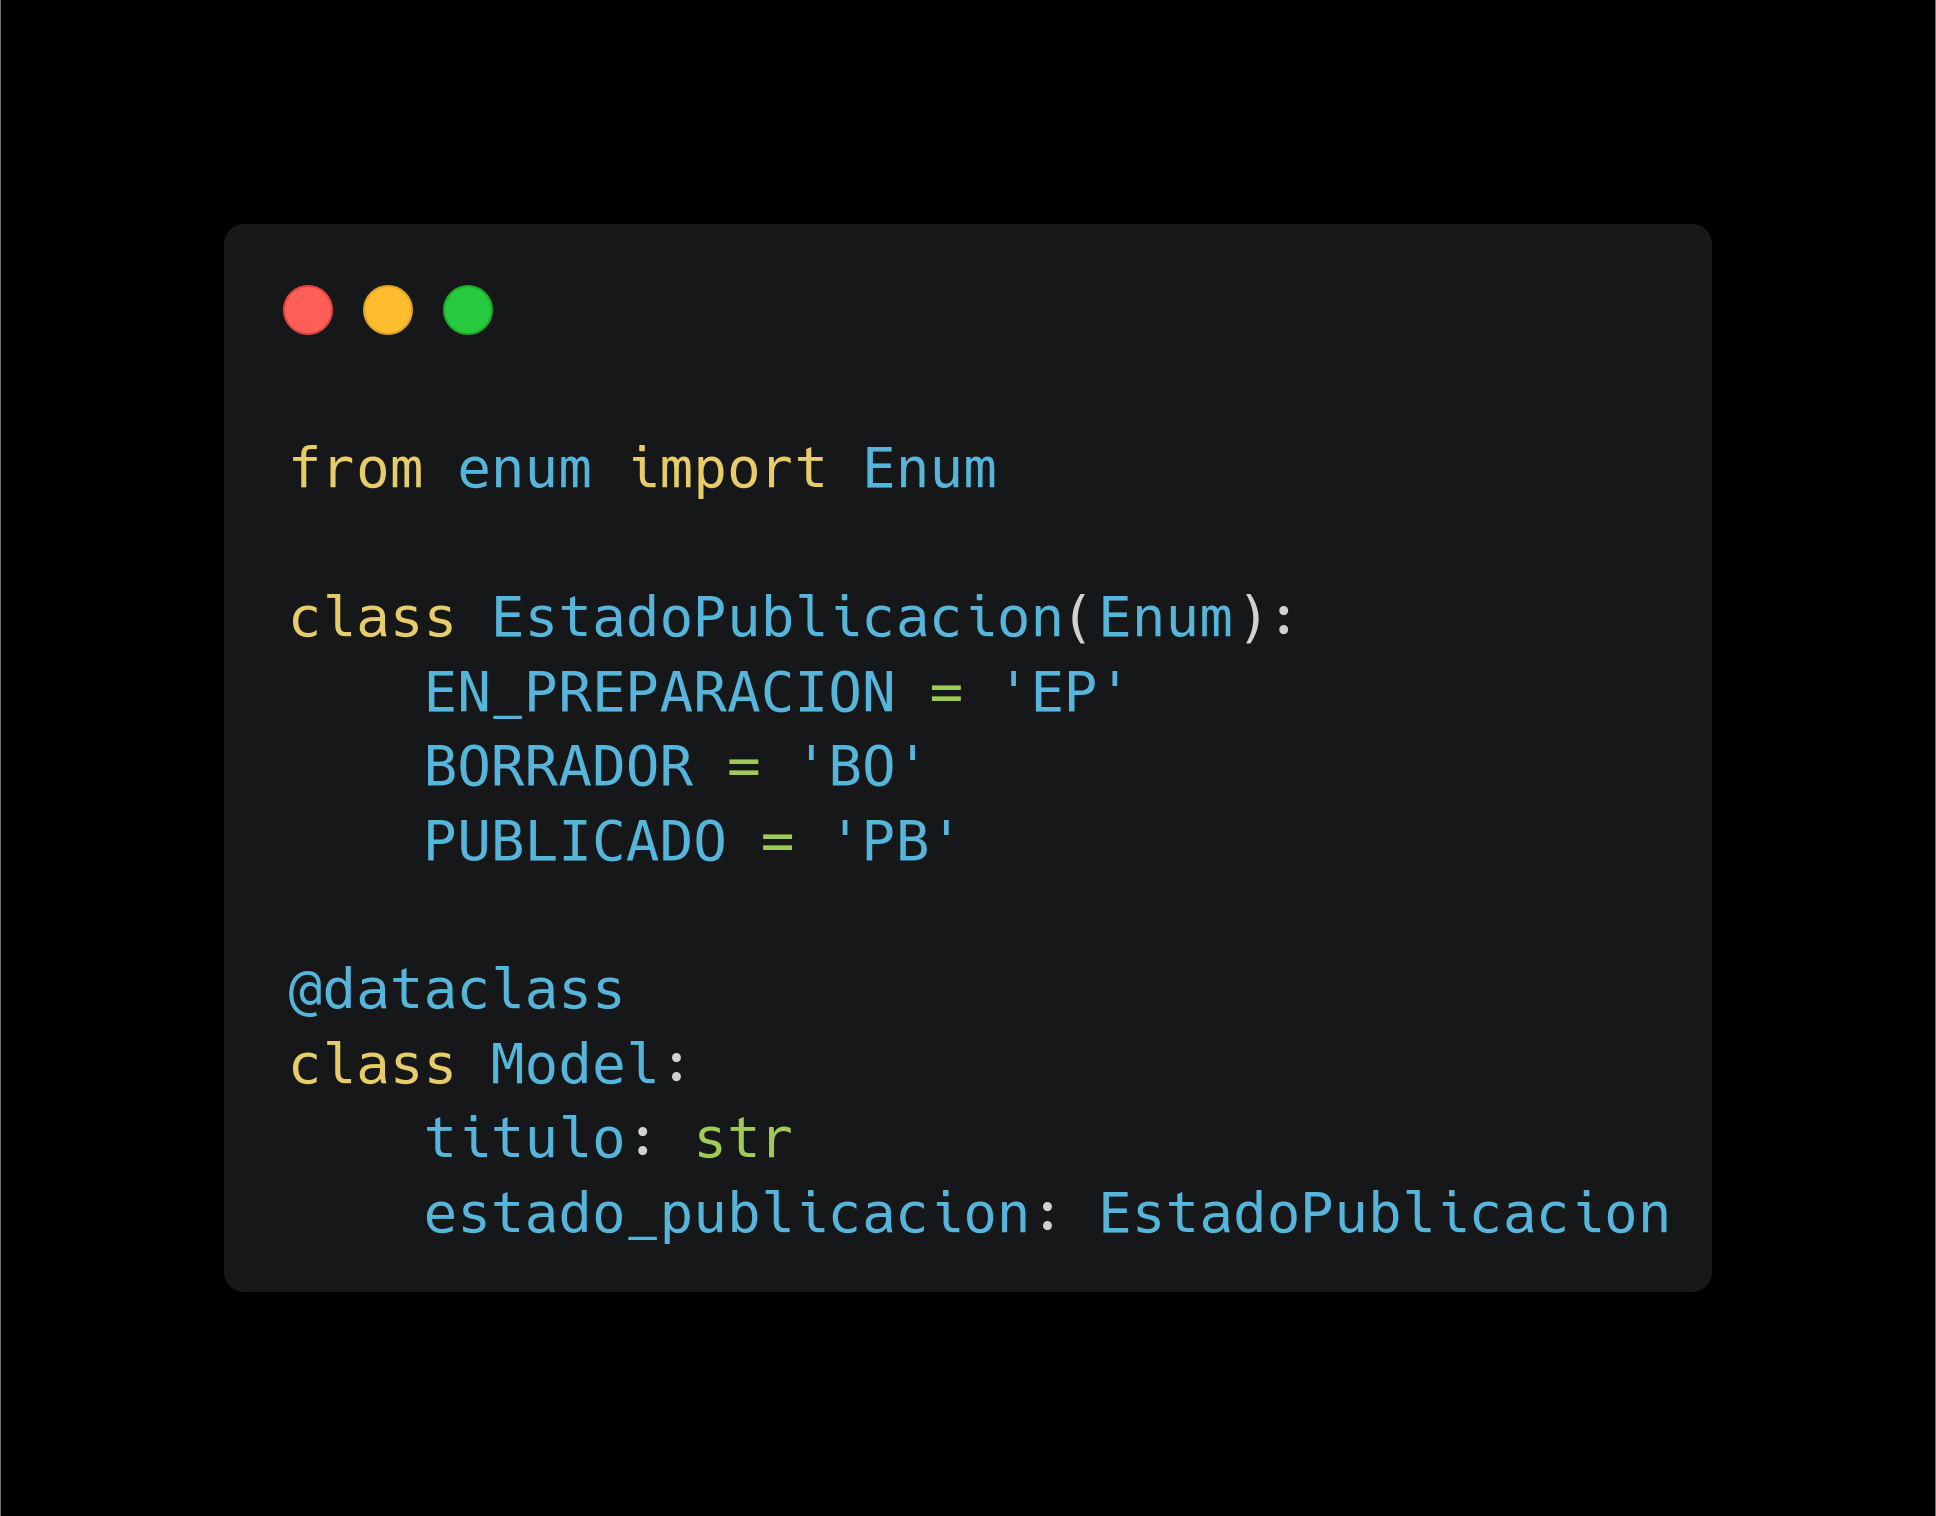 from enum import Enum
class EstadoPublicacion(Enum):
    EN_PREPARACION = 'EP'
    BORRADOR = 'BO'
    PUBLICADO = 'PB'
@dataclass
class Model:
    titulo: str
    estado_publicacion: EstadoPublicacion